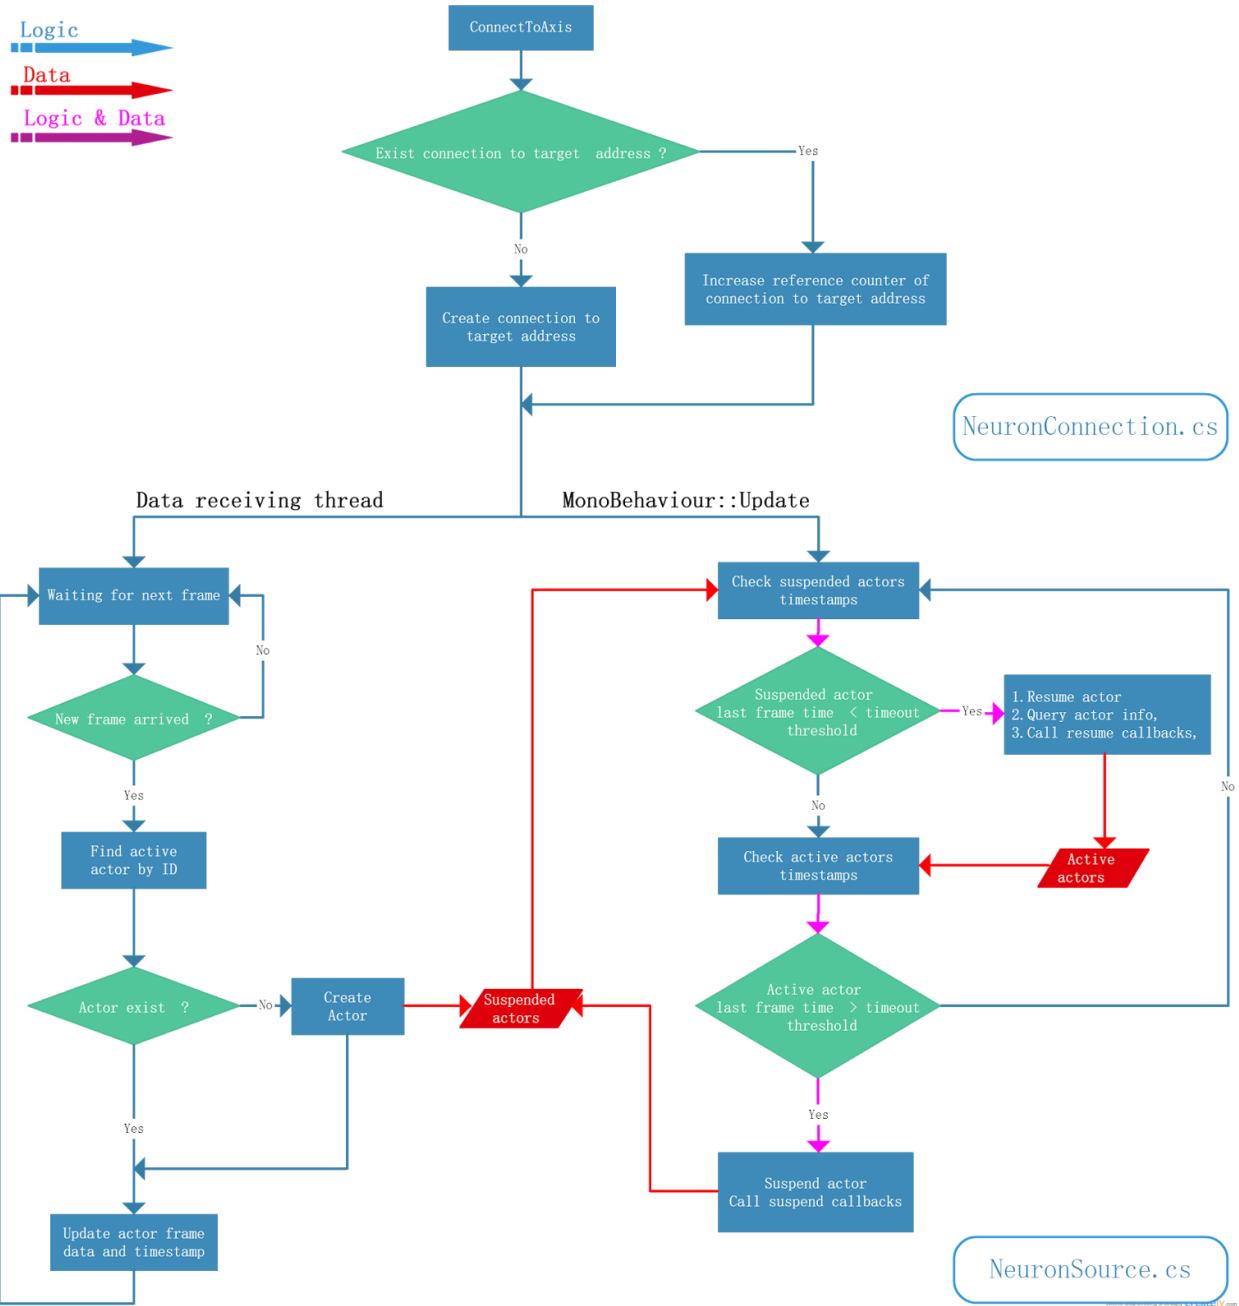 Logic
Data
Logic & Data
ConnectToAxis
Exist connection to target address ?
Yes
No
Increase reference counter of
connection to target address
Create connection to
target address
NeuronConnection.cs
Data receiving thread
MonoBehaviour::Update
Waiting for next frame
No
New frame arrived ?
Yes
Find active
actor by ID
Actor exist ?
No
Create
Actor
Yes
Update actor frame
data and timestamp
Suspended
actors
Check suspended actors
timestamps
Suspended actor
last frame time < timeout
threshold
Yes
1. Resume actor
2. Query actor info,
3. Call resume callbacks,
No
No
Check active actors
timestamps
Active
actors
Active actor
last frame time > timeout
threshold
Yes
Suspend actor
Call suspend callbacks
NeuronSource.cs